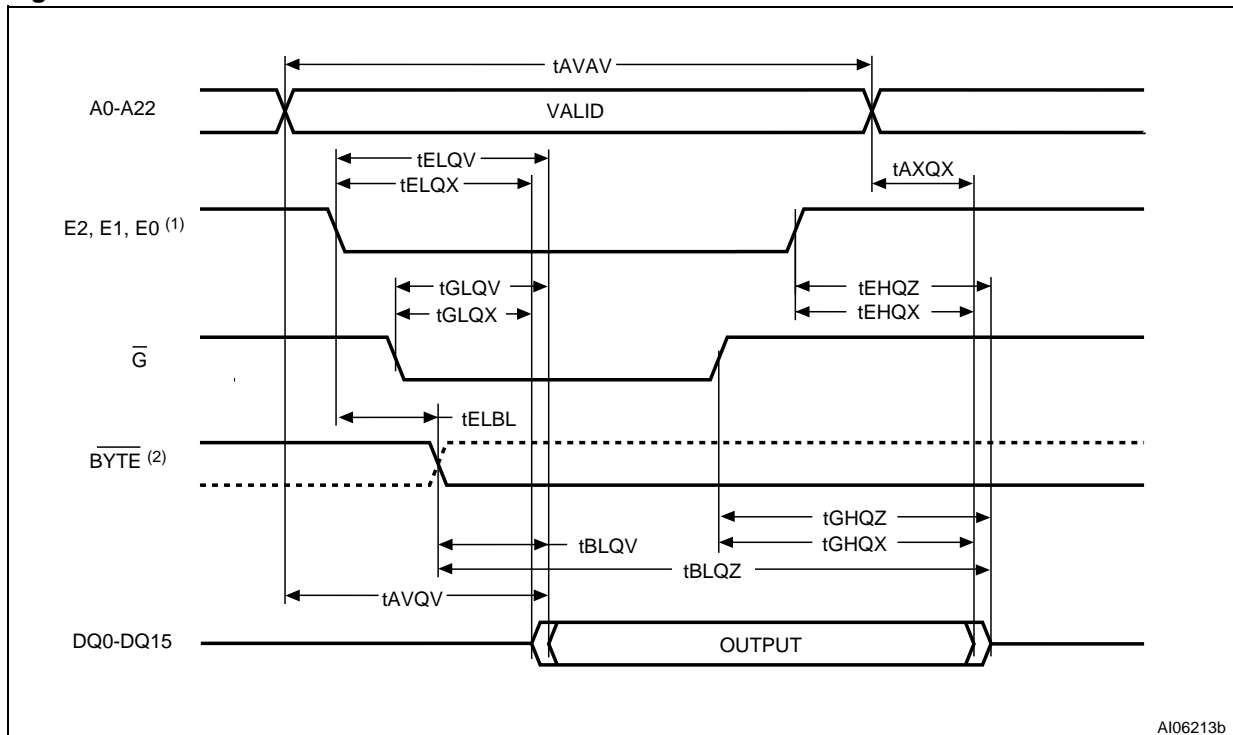 tAVAV
A0-A22
VALID
tELQV
tELQX
tAXQX
E2, E1, E0 (1)
tGLQV
tGLQX
tEHQZ
tEHQX
G
tELBL
BYTE (2)
tGHQZ
tGHQX
tBLQV
tBLQZ
tAVQV
DQ0-DQ15
OUTPUT
AI06213b